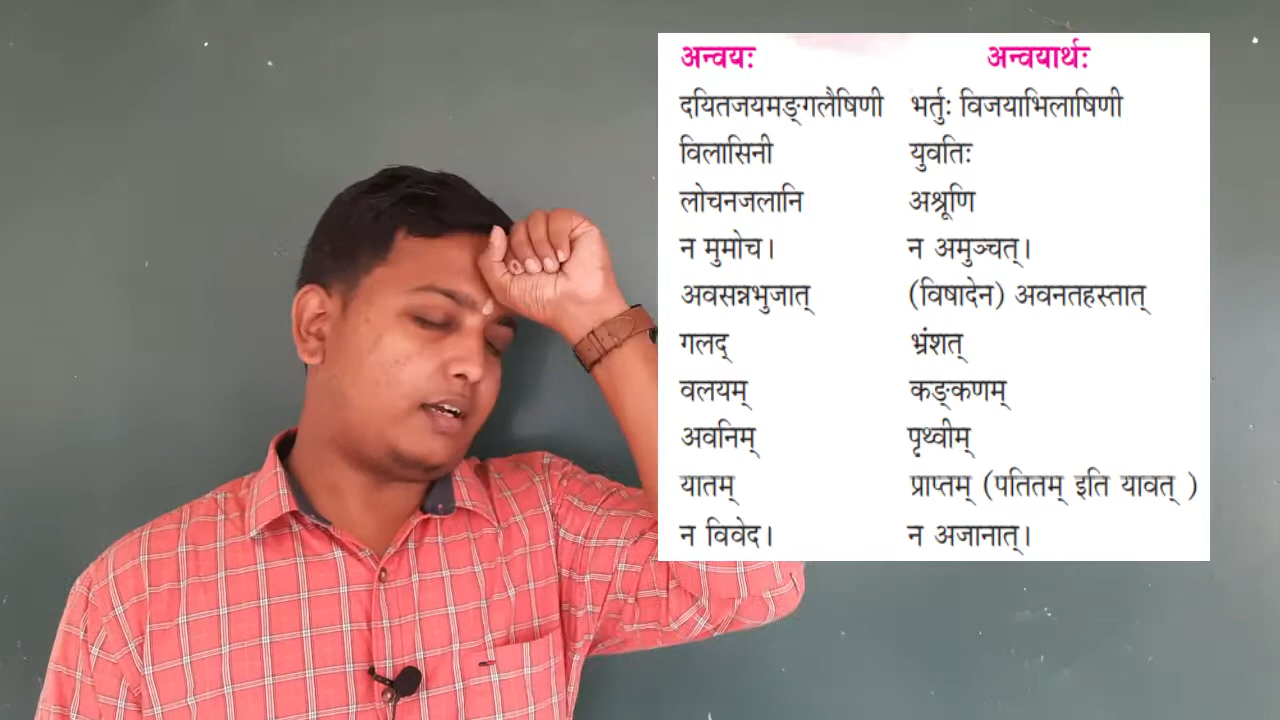 अन्वयः अन्वयार्थः
दयितजयमङ्गलैषिणी भर्तुः विजयाभिलाषिणी
विलासिनी युवतिः
लोचनजलानि अश्रूणि
न मुमोच। न अमुञ्चत्।
अवसन्नभुजात् (विषादेन) अवनतहस्तात्
गलद् भ्रंशत्
वलयम् कङ्कणम्
अवनिम् पृथ्वीम्
यातम् प्राप्तम् (पतितम् इति यावत् )
न विवेद। न अजानात्।